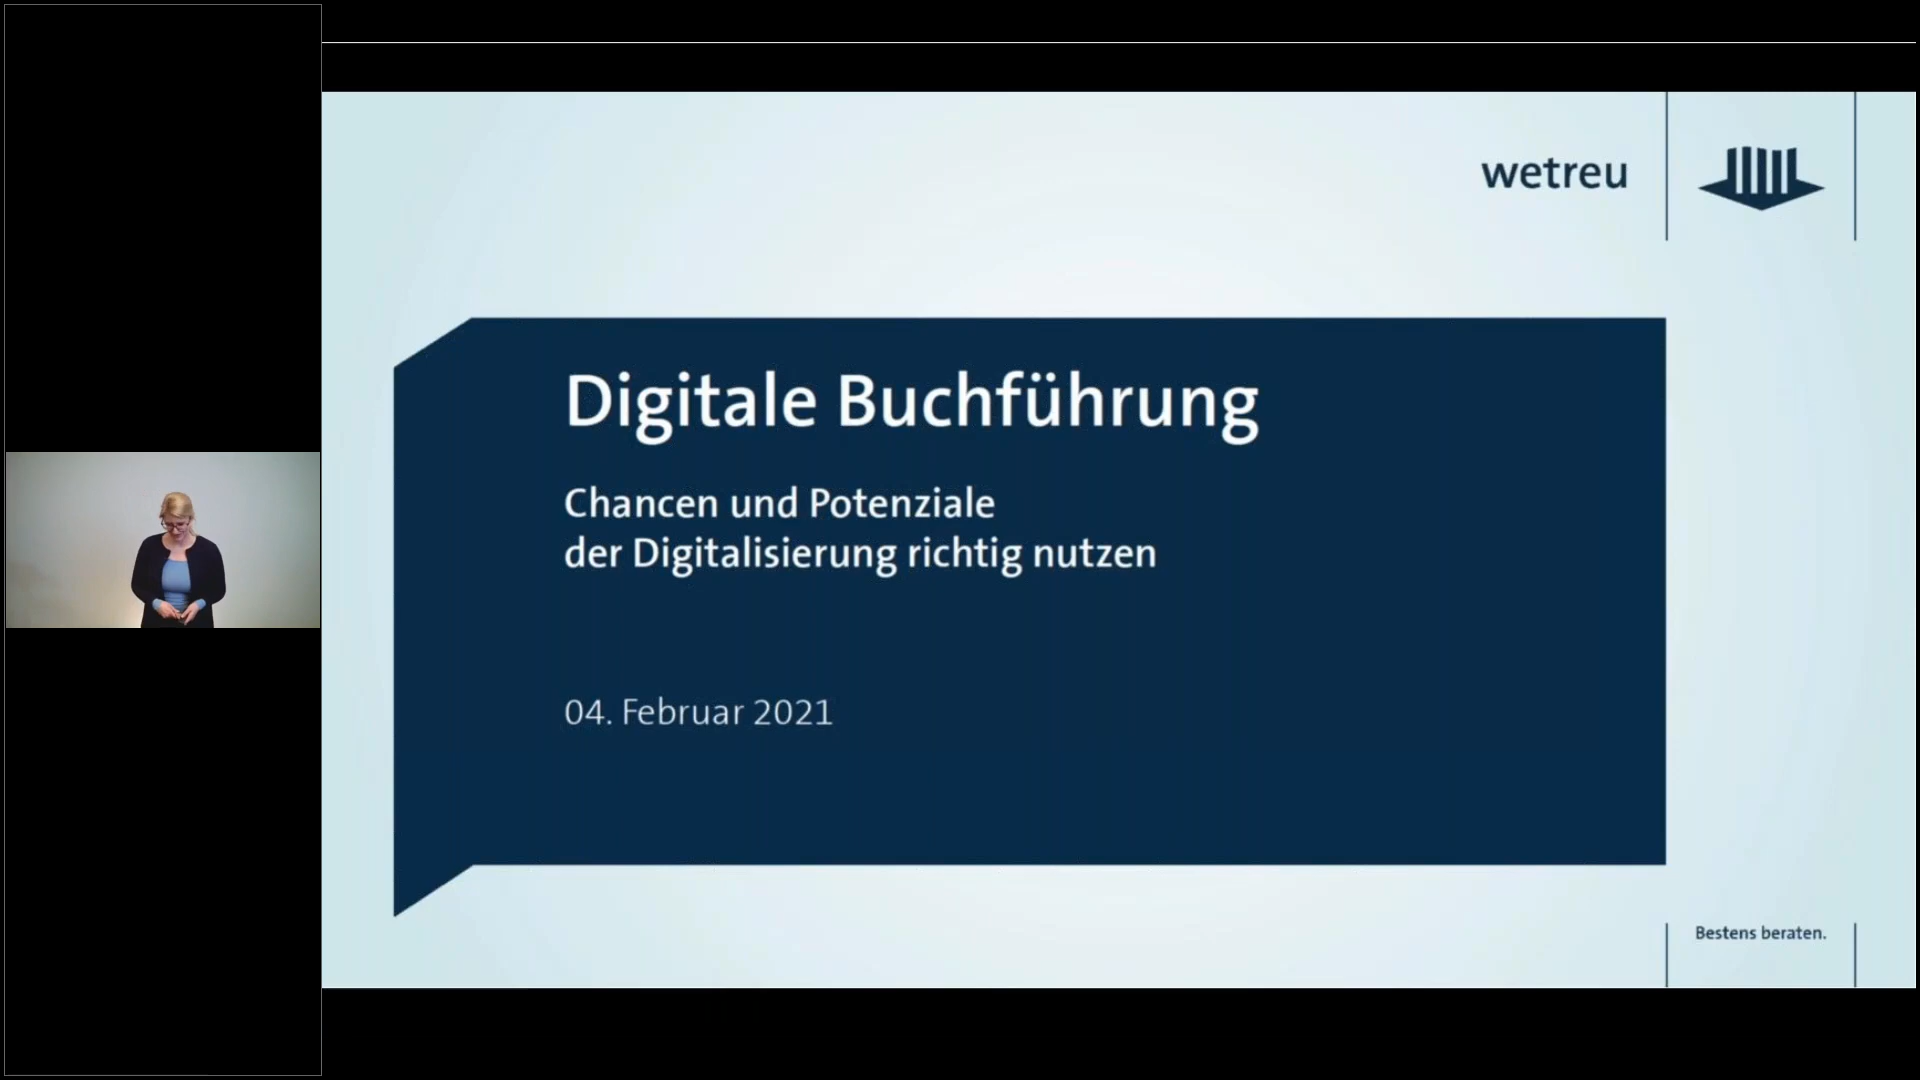 wetreu
Digitale Buchführung
Chancen und Potenziale
der Digitalisierung richtig nutzen
04. Februar 2021
Bestens beraten.